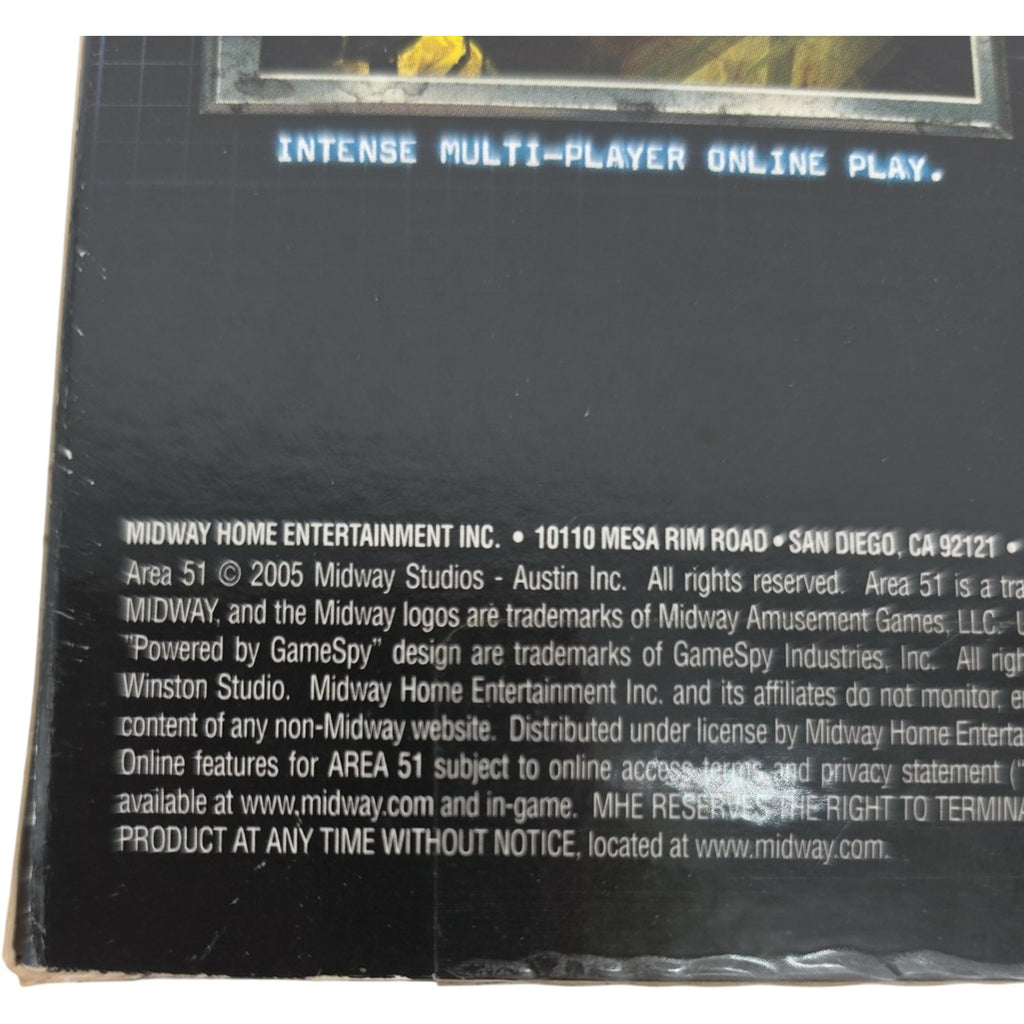 INTENSE MULTI-PLAYER ONLINE PLAY.
MIDWAY HOME ENTERTAINMENT INC. • 10110 MESA RIM ROAD • SAN DIEGO, CA 92121 •
Area 51 © 2005 Midway Studios - Austin Inc. All rights reserved. Area 51 is a
MIDWAY, and the Midway logos are trademarks of Midway Amusement Games, LLC.
"Powered by GameSpy" design are trademarks of GameSpy Industries, Inc. All
Winston Studio. Midway Home Entertainment Inc. and its affiliates do not monitor,
content of any non-Midway website. Distributed under license by Midway Home
Online features for AREA 51 subject to online access terms and privacy statement
available at www.midway.com and in-game. MHE RESERVES THE RIGHT TO
PRODUCT AT ANY TIME WITHOUT NOTICE, located at www.midway.com.